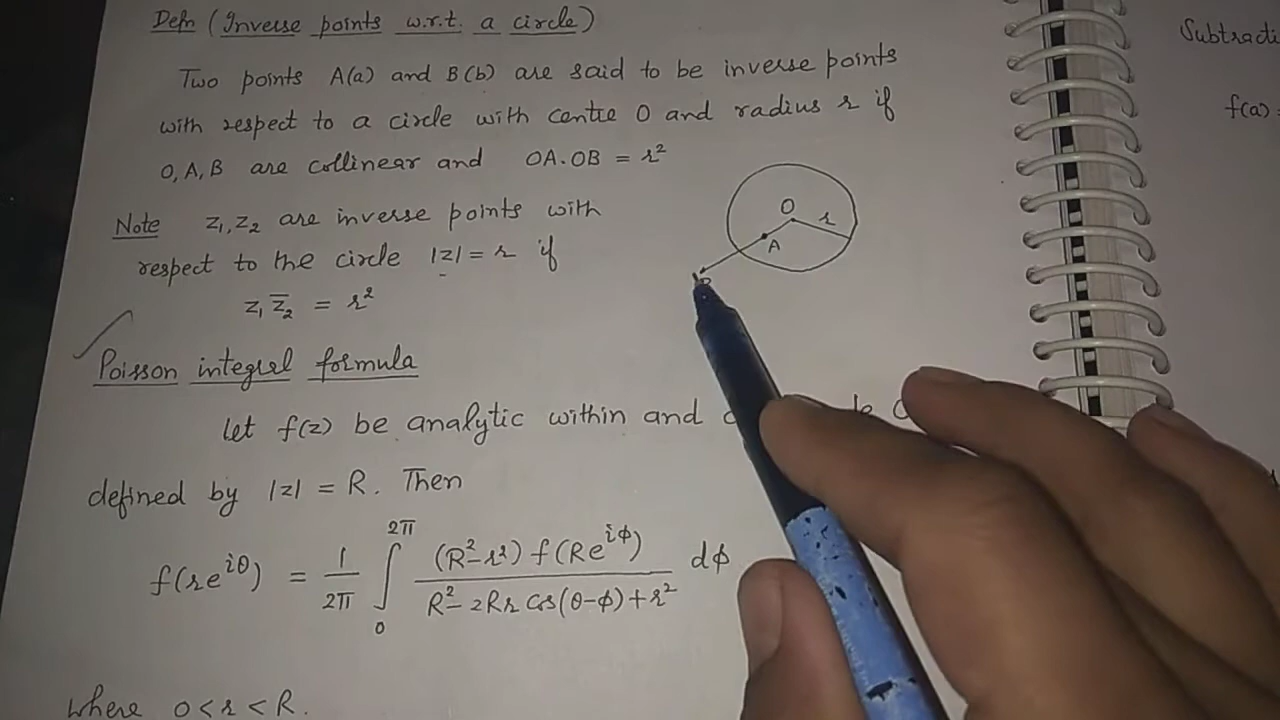 Defn (Inverse points w.r.t. a circle)
Two points A(a) and B(b) are said to be inverse points
with respect to a circle with centre O and radius r if
O, A, B are collinear and OA.OB = r²
Note z₁, z₂ are inverse points with
respect to the circle |z| = r if
z₁z̄₂ = r²
O
r
A
Poisson integral formula
Let f(z) be analytic within and
defined by |z| = R. Then
f(re^{iθ}) = 1/2π ∫₀^{2π} (R²-r²) f(Re^{iφ}) / R²-2Rr Cos(θ-φ)+r² dφ
where 0<r<R.
f(a)